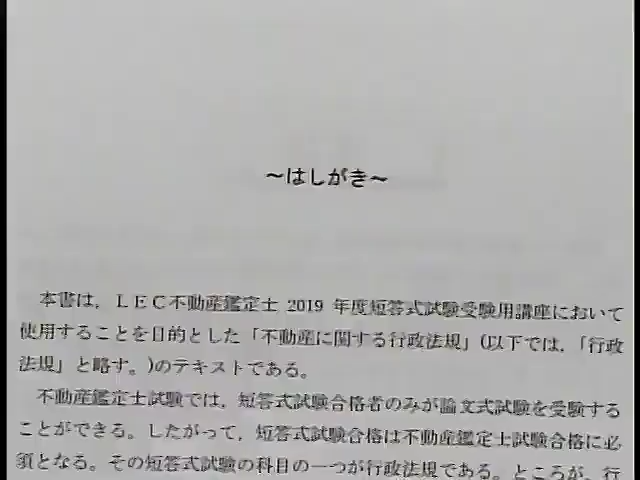 ～はしがき～
本書は，ＬＥＣ不動産鑑定士 2019 年度短答式試験受験用講座において
使用することを目的とした「不動産に関する行政法規」（以下では，「行政
法規」と略す。）のテキストである。
不動産鑑定士試験では，短答式試験合格者のみが論文式試験を受験する
ことができる。したがって，短答式試験合格は不動産鑑定士試験合格に必
須となる。その短答式試験の科目の一つが行政法規である。ところが，行